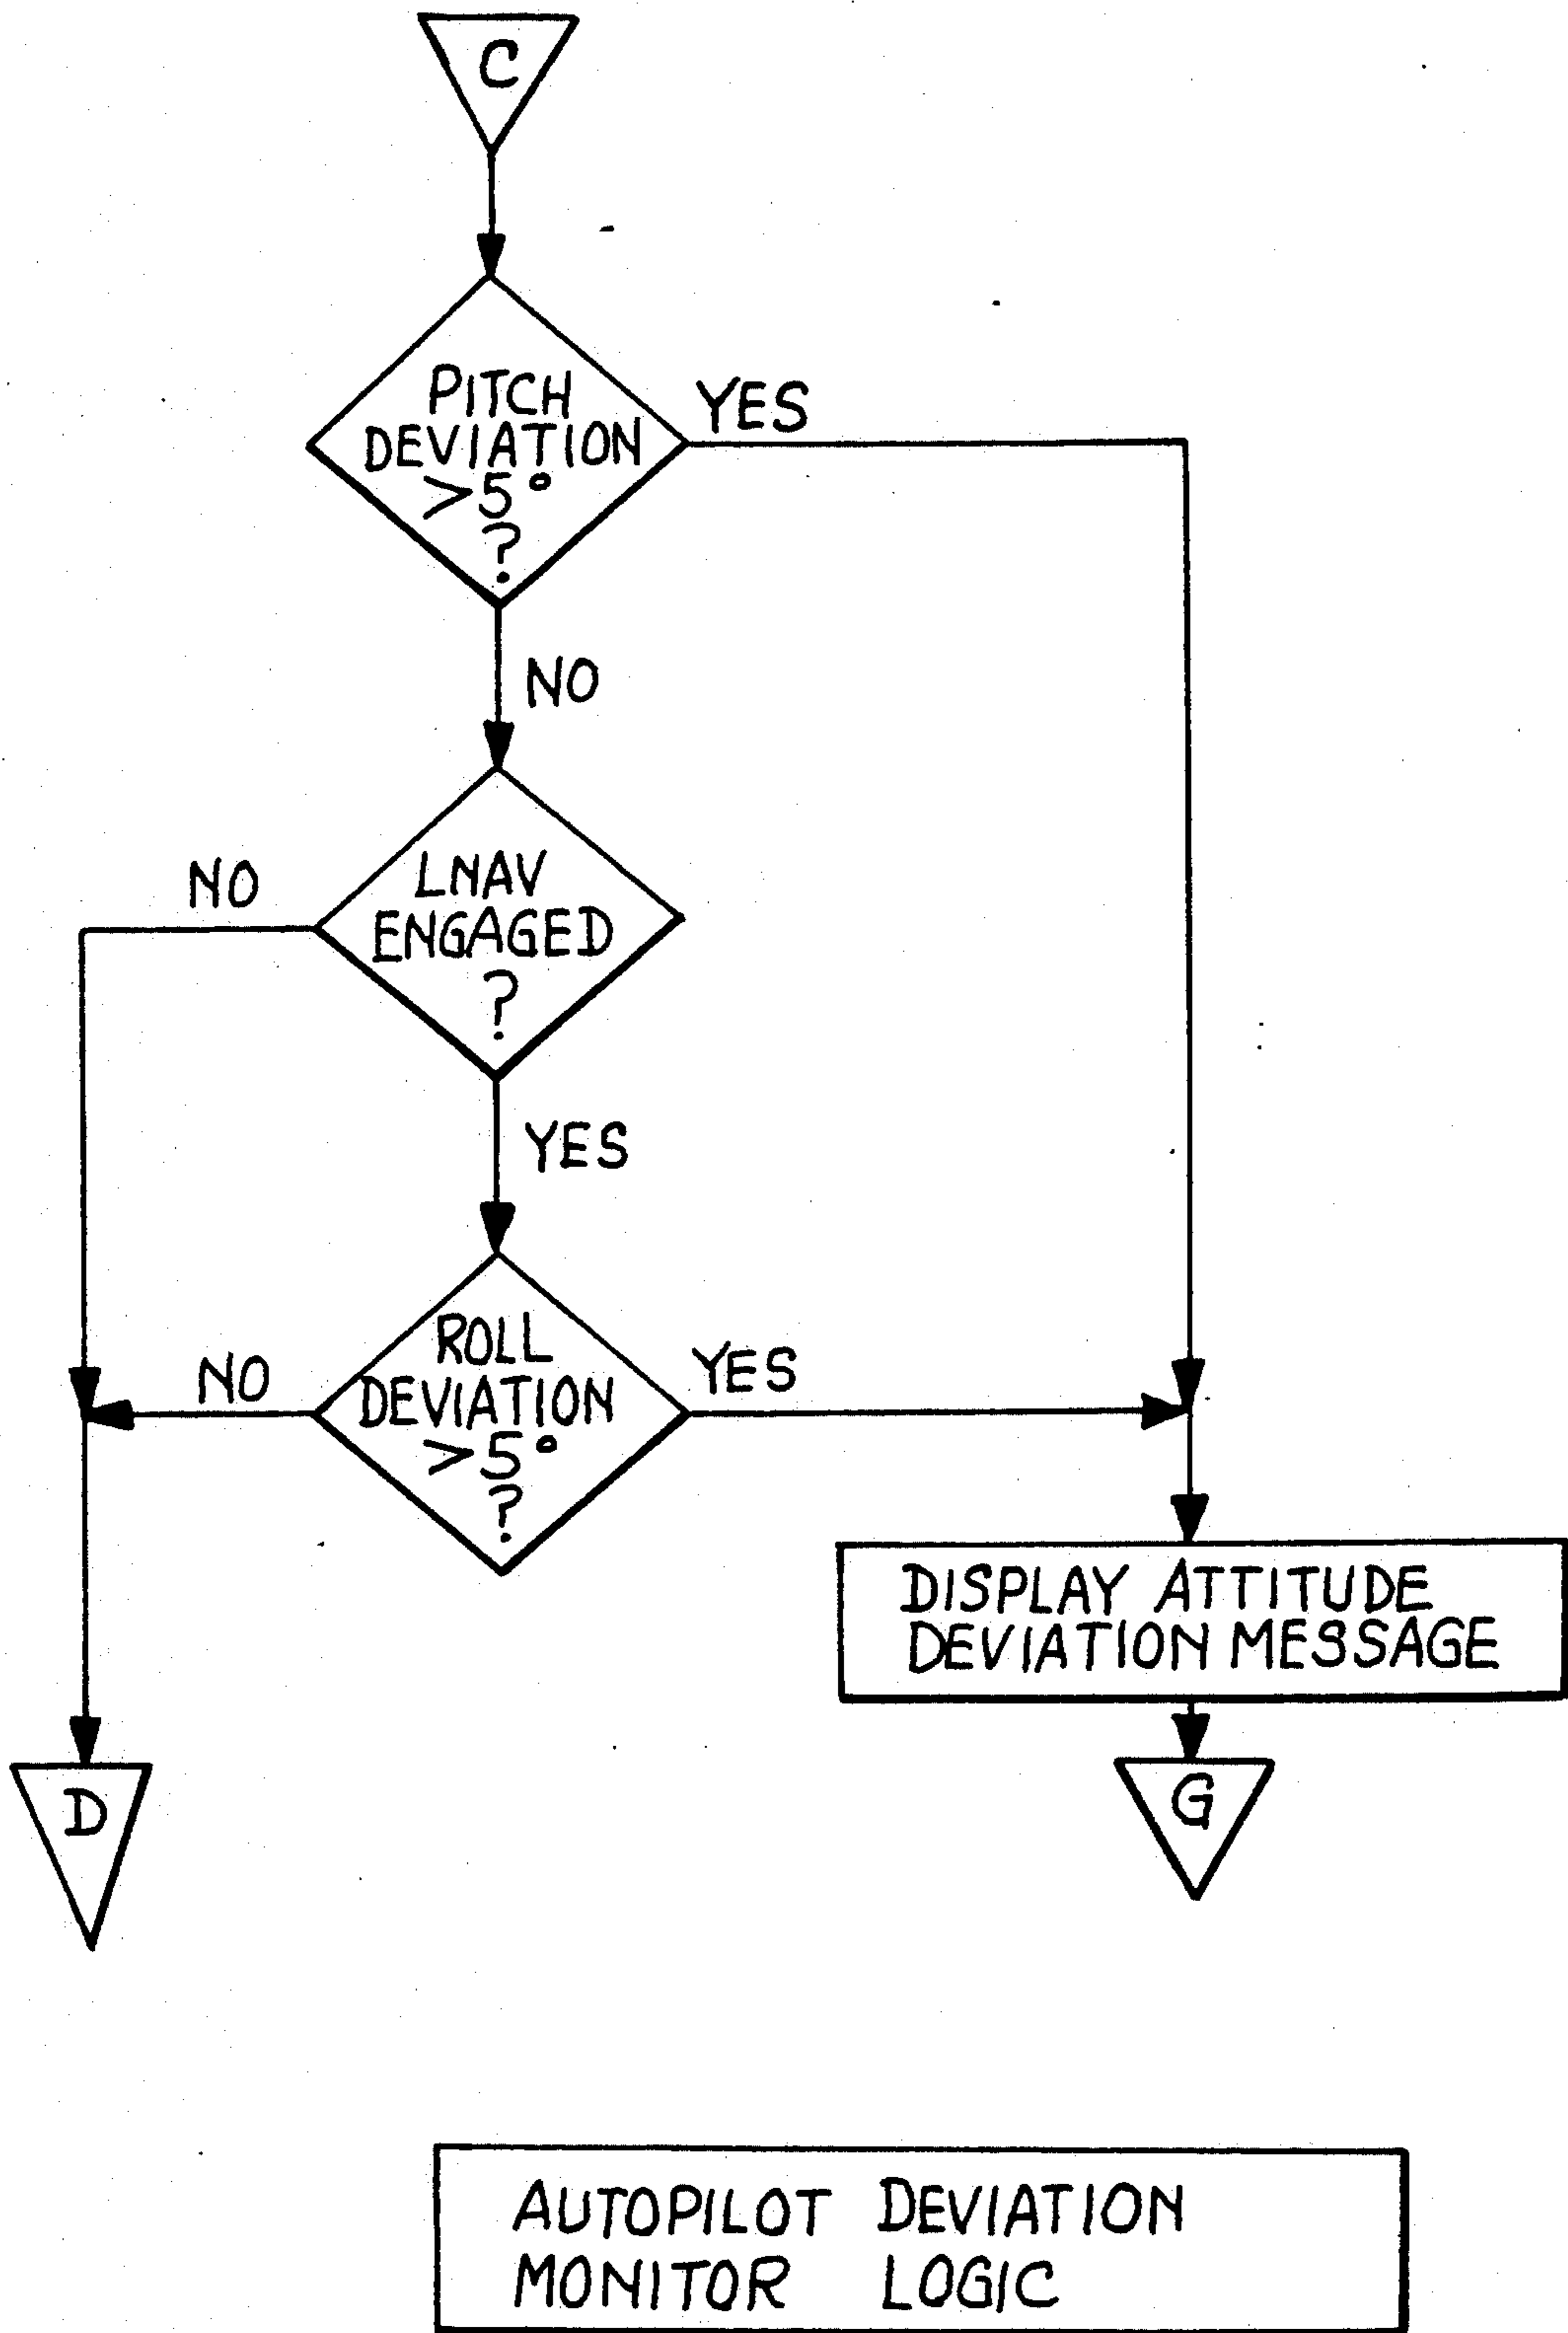 C
PITCH
DEVIATION
>5°
?
YES
NO
LNAV
ENGAGED
?
NO
YES
ROLL
DEVIATION
>5°
?
NO
YES
DISPLAY ATTITUDE
DEVIATION MESSAGE
D
G
AUTOPILOT DEVIATION
MONITOR LOGIC